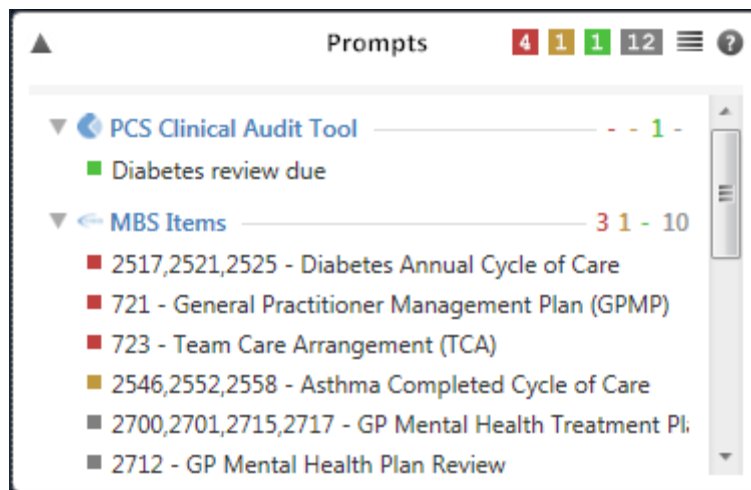 Prompts 4 1 1 12 ?
PCS Clinical Audit Tool - - 1 -
Diabetes review due
MBS Items 3 1 - 10
2517,2521,2525 - Diabetes Annual Cycle of Care
721 - General Practitioner Management Plan (GPMP)
723 - Team Care Arrangement (TCA)
2546,2552,2558 - Asthma Completed Cycle of Care
2700,2701,2715,2717 - GP Mental Health Treatment Pl
2712 - GP Mental Health Plan Review